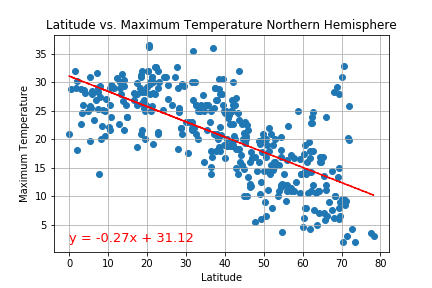 Latitude vs. Maximum Temperature Northern Hemisphere
Maximum Temperature
35
30
25
20
15
10
5
y = -0.27x + 31.12
0 10 20 30 40 50 60 70 80
Latitude